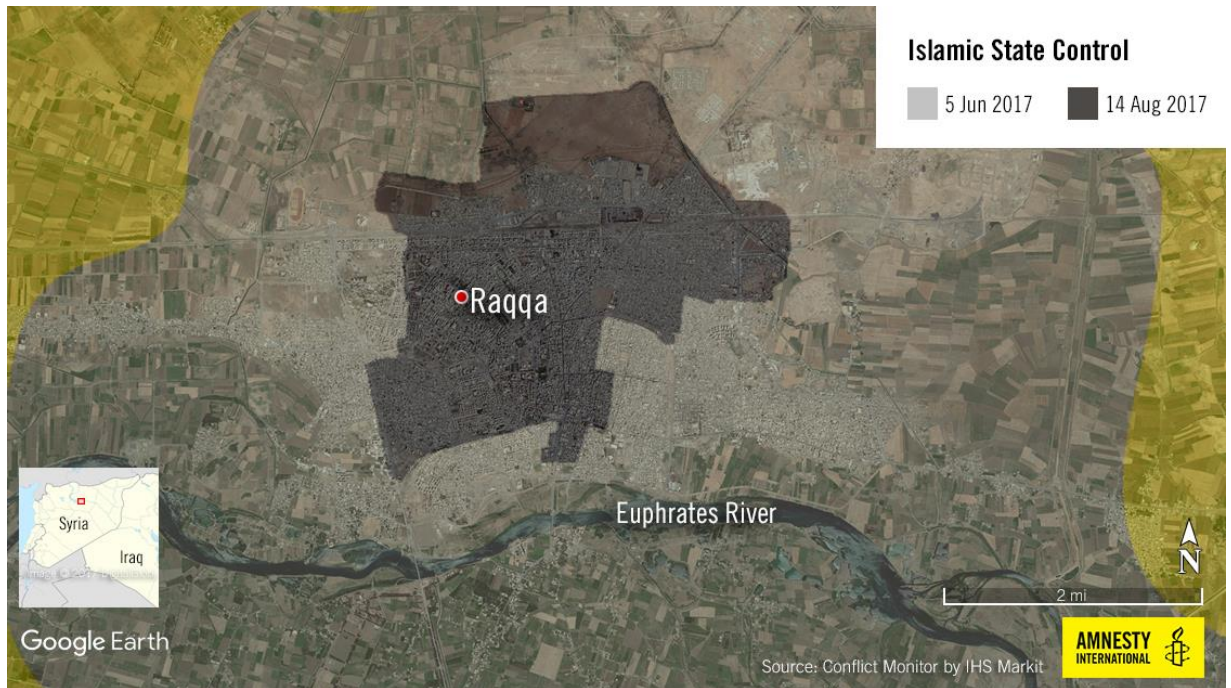 Islamic State Control
5 Jun 2017
14 Aug 2017
Raqqa
Euphrates River
Syria
Iraq
N
2 mi
Google Earth
AMNESTY
INTERNATIONAL
Source: Conflict Monitor by IHS Markit